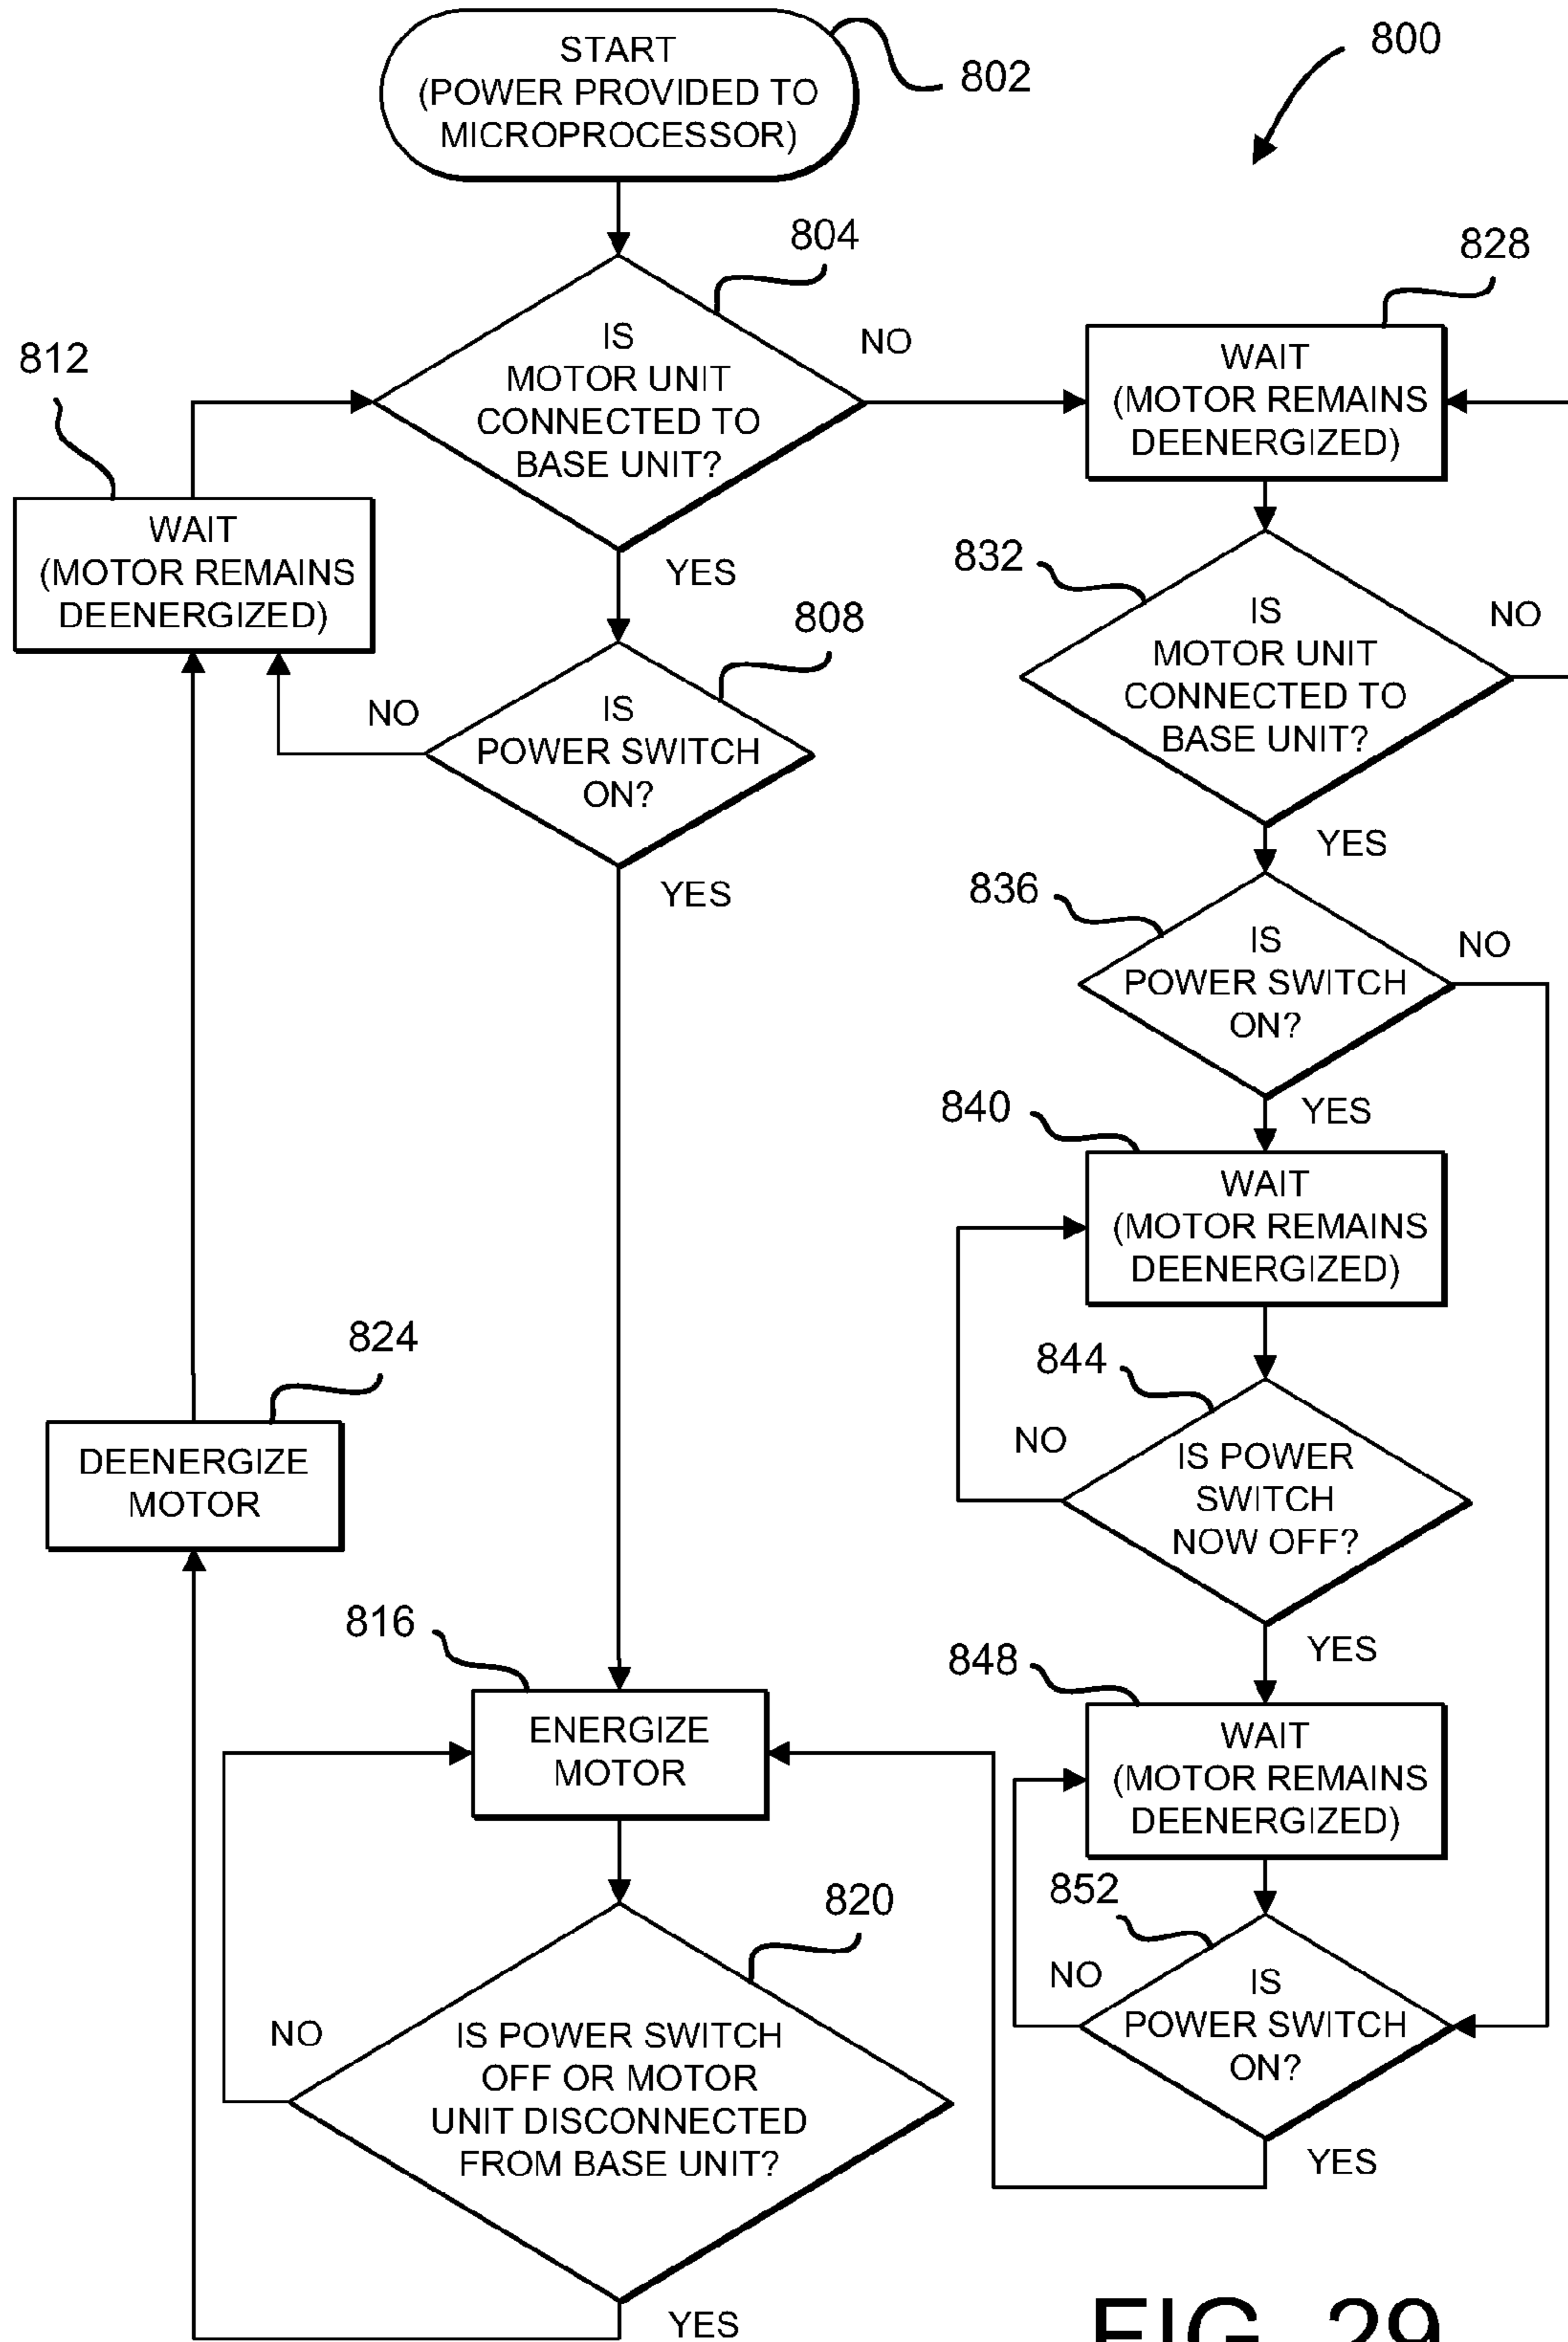 START
(POWER PROVIDED TO
MICROPROCESSOR)
802
800
804
IS
MOTOR UNIT
CONNECTED TO
BASE UNIT?
NO
YES
828
WAIT
(MOTOR REMAINS
DEENERGIZED)
812
WAIT
(MOTOR REMAINS
DEENERGIZED)
832
IS
MOTOR UNIT
CONNECTED TO
BASE UNIT?
NO
YES
808
IS
POWER SWITCH
ON?
NO
YES
836
IS
POWER SWITCH
ON?
NO
YES
840
WAIT
(MOTOR REMAINS
DEENERGIZED)
844
IS POWER
SWITCH
NOW OFF?
NO
YES
824
DEENERGIZE
MOTOR
816
ENERGIZE
MOTOR
848
WAIT
(MOTOR REMAINS
DEENERGIZED)
852
IS
POWER SWITCH
ON?
NO
YES
820
IS POWER SWITCH
OFF OR MOTOR
UNIT DISCONNECTED
FROM BASE UNIT?
NO
YES
FIG. 29